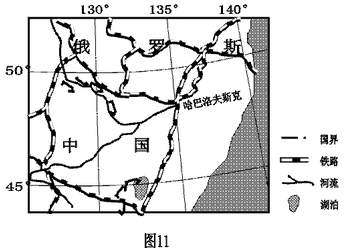 130° 135° 140°
俄 罗 斯
50°
哈巴洛夫斯克
中 国
45
国界
铁路
河流
湖泊
图11